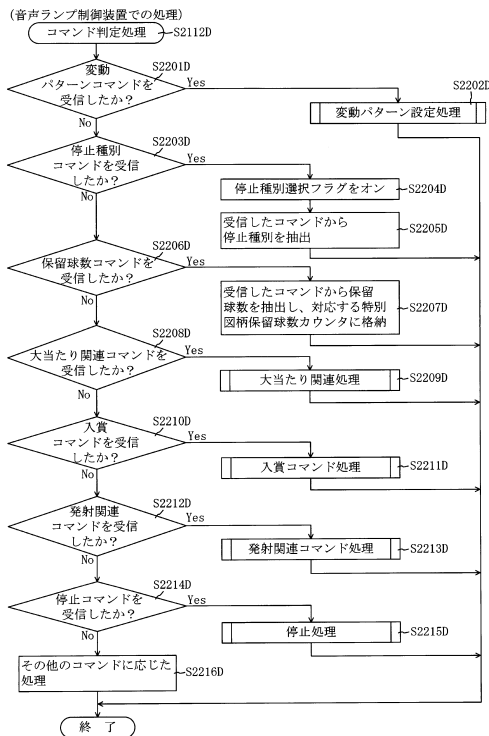 (音声ランプ制御装置での処理)
コマンド判定処理
S2112D
S2201D
変動
パターンコマンドを
受信したか?
Yes
No
S2202D
変動パターン設定処理
S2203D
停止種別
コマンドを受信
したか?
Yes
No
停止種別選択フラグをオン
S2204D
受信したコマンドから
停止種別を抽出
S2205D
S2206D
保留球数コマンドを
受信したか?
Yes
No
受信したコマンドから保留
球数を抽出し、対応する特別
図柄保留球数カウンタに格納
S2207D
S2208D
大当たり関連コマンドを
受信したか?
Yes
No
大当たり関連処理
S2209D
S2210D
入賞
コマンドを受信
したか?
Yes
No
入賞コマンド処理
S2211D
S2212D
発射関連
コマンドを受信
したか?
Yes
No
発射関連コマンド処理
S2213D
S2214D
停止コマンドを
受信したか?
Yes
No
停止処理
S2215D
その他のコマンドに応じた
処理
S2216D
終 了